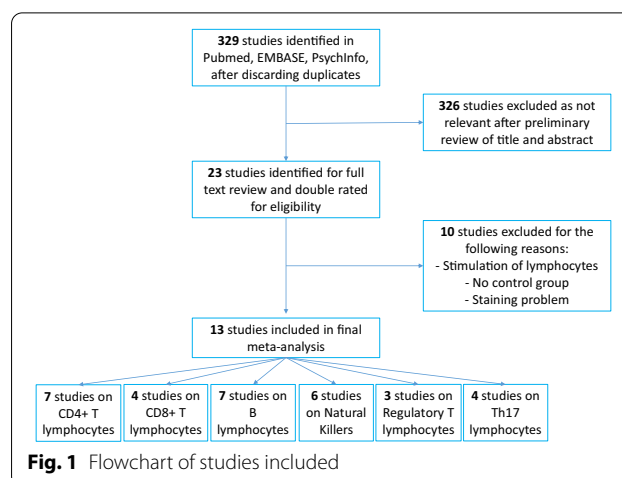 329 studies identified in
Pubmed, EMBASE, PsychInfo,
after discarding duplicates
326 studies excluded as not
relevant after preliminary
review of title and abstract
23 studies identified for full
text review and double rated
for eligibility
10 studies excluded for the
following reasons:
- Stimulation of lymphocytes
- No control group
- Staining problem
13 studies included in final
meta-analysis
7 studies on
CD4+ T
lymphocytes
4 studies on
CD8+ T
lymphocytes
7 studies on
B
lymphocytes
6 studies
on Natural
Killers
3 studies on
Regulatory T
lymphocytes
4 studies on
Th17
lymphocytes
Fig. 1 Flowchart of studies included